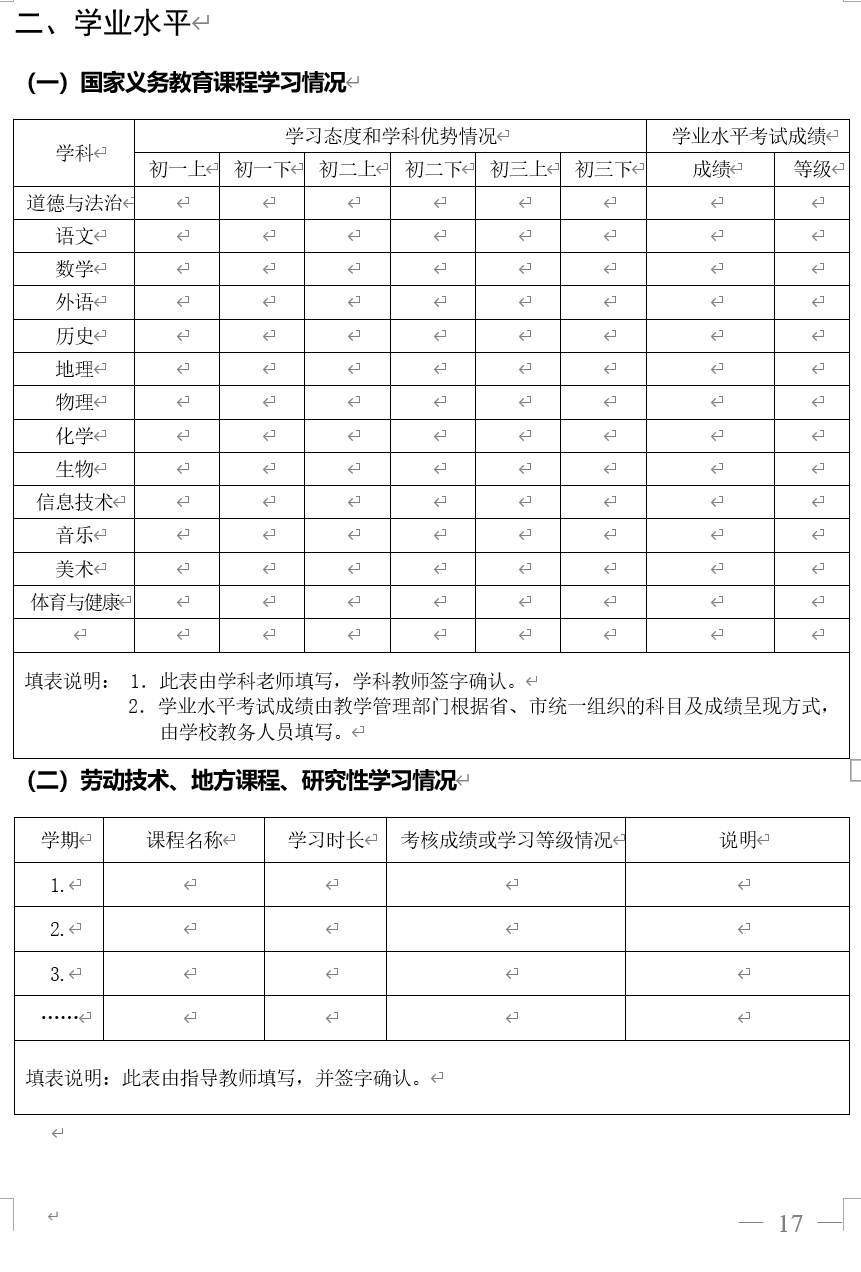 二、学业水平
（一）国家义务教育课程学习情况
学科 学习态度和学科优势情况 学业水平考试成绩
初一上 初一下 初二上 初二下 初三上 初三下 成绩 等级
道德与法治
语文
数学
外语
历史
地理
物理
化学
生物
信息技术
音乐
美术
体育与健康
填表说明： 1. 此表由学科老师填写，学科教师签字确认。
2. 学业水平考试成绩由教学管理部门根据省、市统一组织的科目及成绩呈现方式，
由学校教务人员填写。
（二）劳动技术、地方课程、研究性学习情况
学期 课程名称 学习时长 考核成绩或学习等级情况 说明
1.
2.
3.
……
填表说明：此表由指导教师填写，并签字确认。
— 17 —